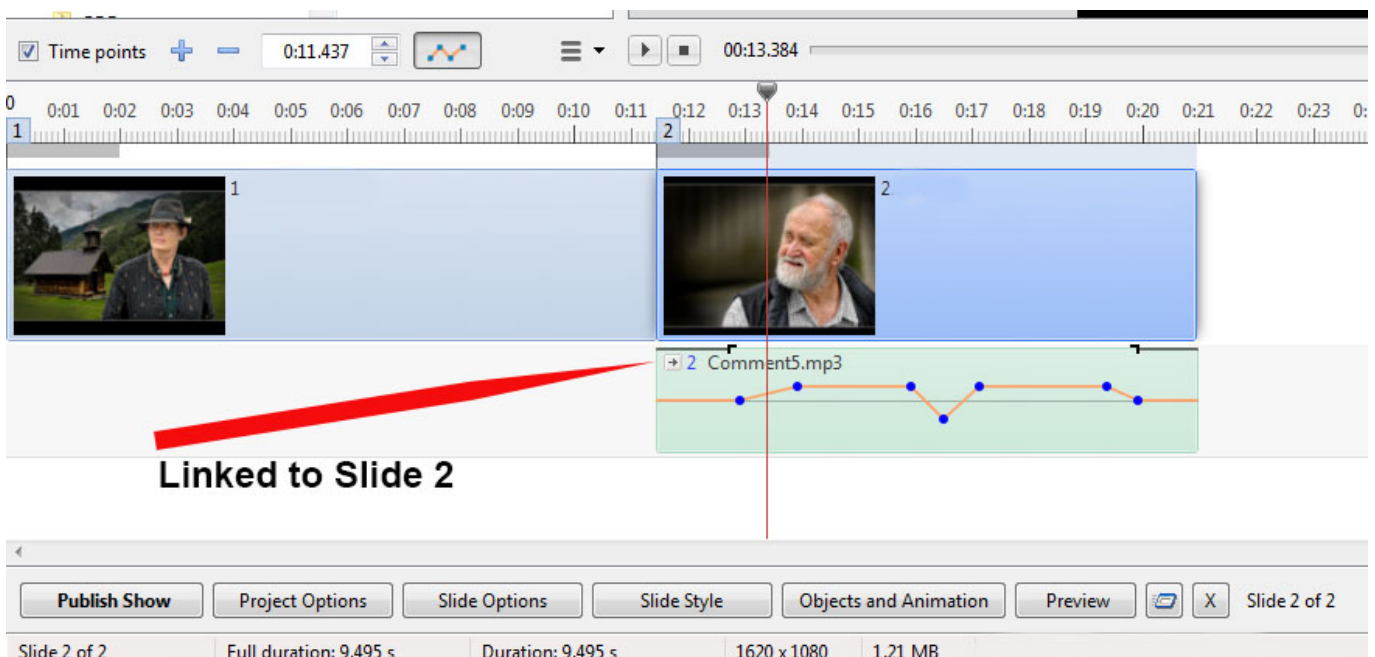 Time points 0:11.437 00:13.384
0 0:01 0:02 0:03 0:04 0:05 0:06 0:07 0:08 0:09 0:10 0:11 0:12 0:13 0:14 0:15 0:16 0:17 0:18 0:19 0:20 0:21 0:22 0:23 0:
1 2
1 2
2 Comment5.mp3
Linked to Slide 2
Publish Show Project Options Slide Options Slide Style Objects and Animation Preview X Slide 2 of 2
Slide 2 of 2 Full duration: 9.495 s Duration: 9.495 s 1620 x 1080 1.21 MB